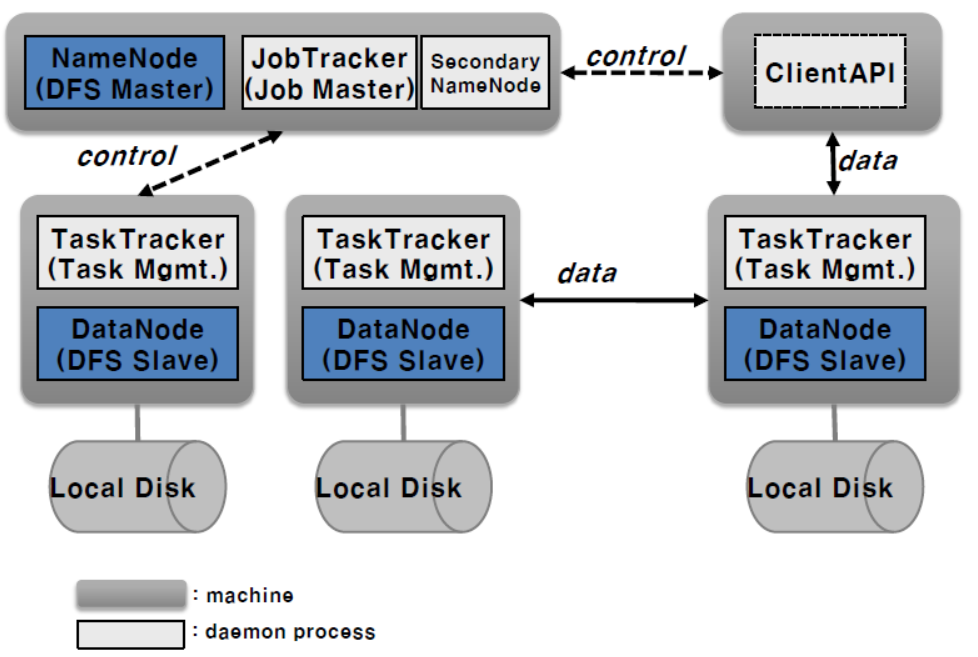 NameNode
(DFS Master)
JobTracker
(Job Master)
Secondary
NameNode
control
ClientAPI
control
data
TaskTracker
(Task Mgmt.)
DataNode
(DFS Slave)
Local Disk
TaskTracker
(Task Mgmt.)
DataNode
(DFS Slave)
Local Disk
data
TaskTracker
(Task Mgmt.)
DataNode
(DFS Slave)
Local Disk
: machine
: daemon process